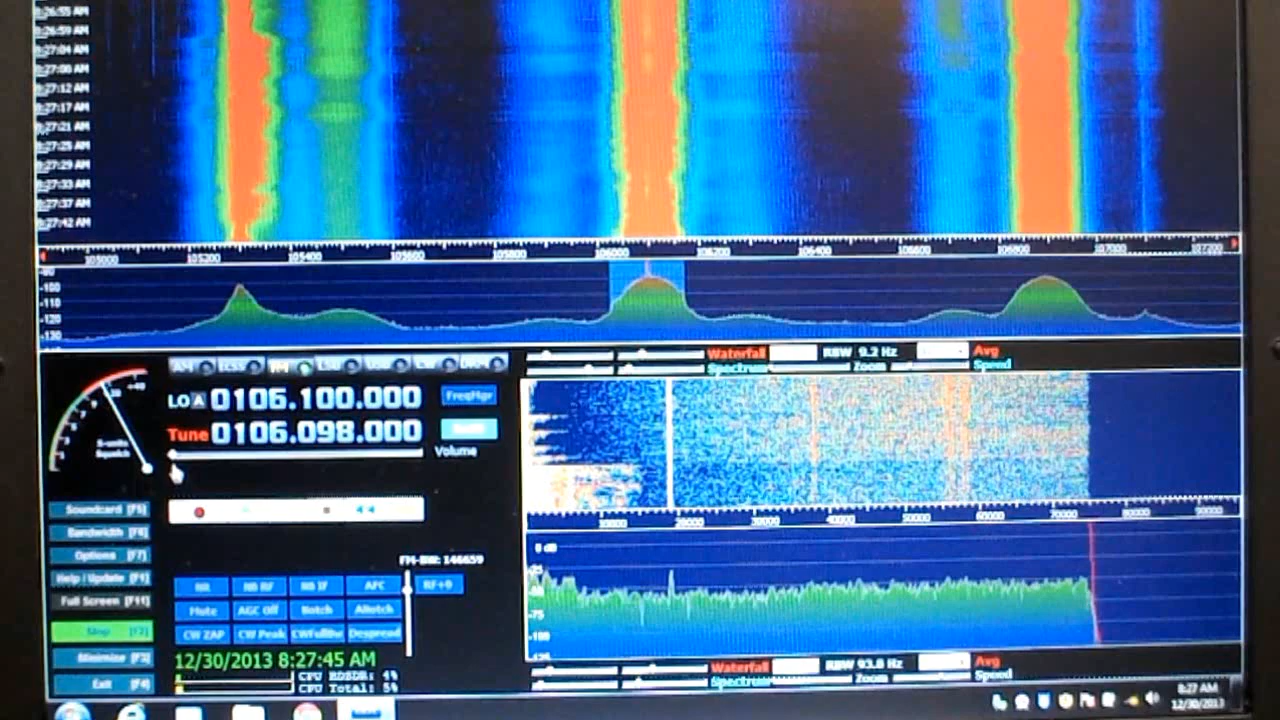 8:26:55 AM
8:26:59 AM
8:27:04 AM
8:27:08 AM
8:27:12 AM
8:27:17 AM
8:27:21 AM
8:27:25 AM
8:27:29 AM
8:27:33 AM
8:27:37 AM
8:27:42 AM
105000 105200 105400 105600 105800 106000 106200 106400 106600 106800 107000 107200
-80
-100
-110
-120
-130
AM ECSS FM LSB USB CW DRM
Waterfall RBW 9.2 Hz Avg
Spectrum Zoom Speed
LO A 0106.100.000 FreqMgr
Tune 0106.098.000
Volume
S-units
Squelch
Soundcard [F5]
Bandwidth [F6]
Options [F7]
Help / Update [F1]
Full Screen [F11]
Stop [F2]
Minimize [F3]
Exit [F4]
FM-BW: 146659
NR NB RF NB IF AFC RF+0
Mute AGC Off Notch ANotch
CW ZAP CW Peak CWFullBw Despread
12/30/2013 8:27:45 AM
CPU HDSDR: 4%
CPU Total: 5%
10000 20000 30000 40000 50000 60000 70000 80000 90000
0 dB
-25
-50
-75
-100
Waterfall RBW 93.8 Hz Avg
Spectrum Zoom Speed
8:27 AM
12/30/2013